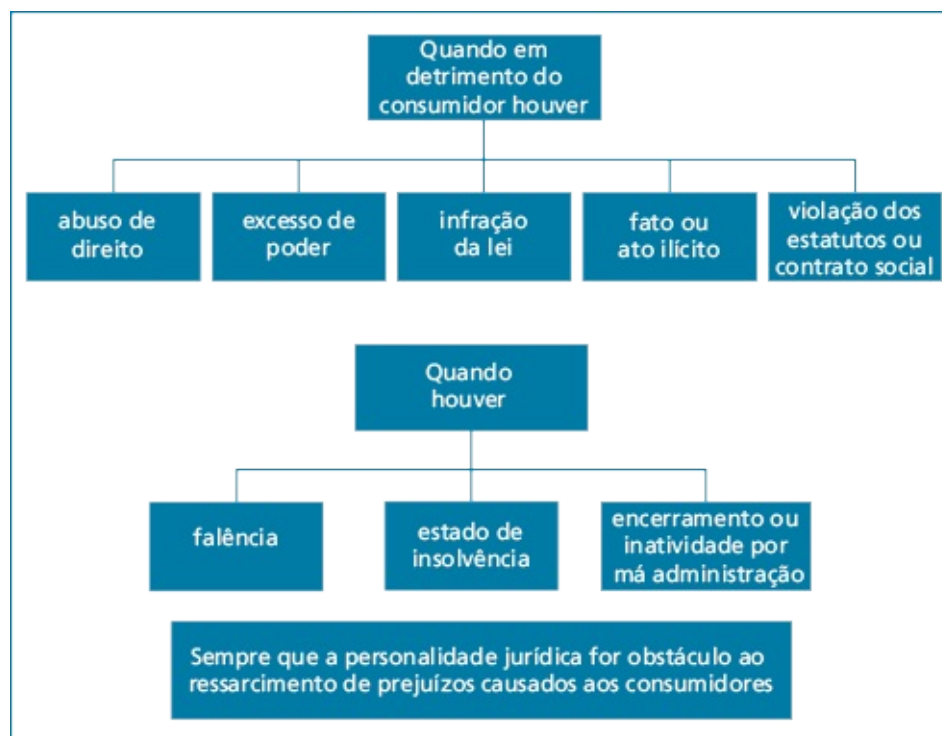 Quando em
detrimento do
consumidor houver
abuso de
direito
excesso de
poder
infração
da lei
fato ou
ato ilícito
violação dos
estatutos ou
contrato social
Quando
houver
falência
estado de
insolvência
encerramento ou
inatividade por
má administração
Sempre que a personalidade jurídica for obstáculo ao
ressarcimento de prejuízos causados aos consumidores